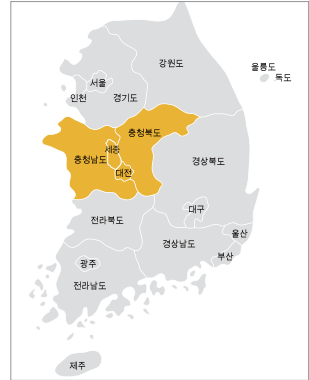 강원도
울릉도
독도
서울
인천
경기도
충청북도
세종
충청남도
대전
경상북도
대구
전라북도
울산
경상남도
부산
광주
전라남도
제주